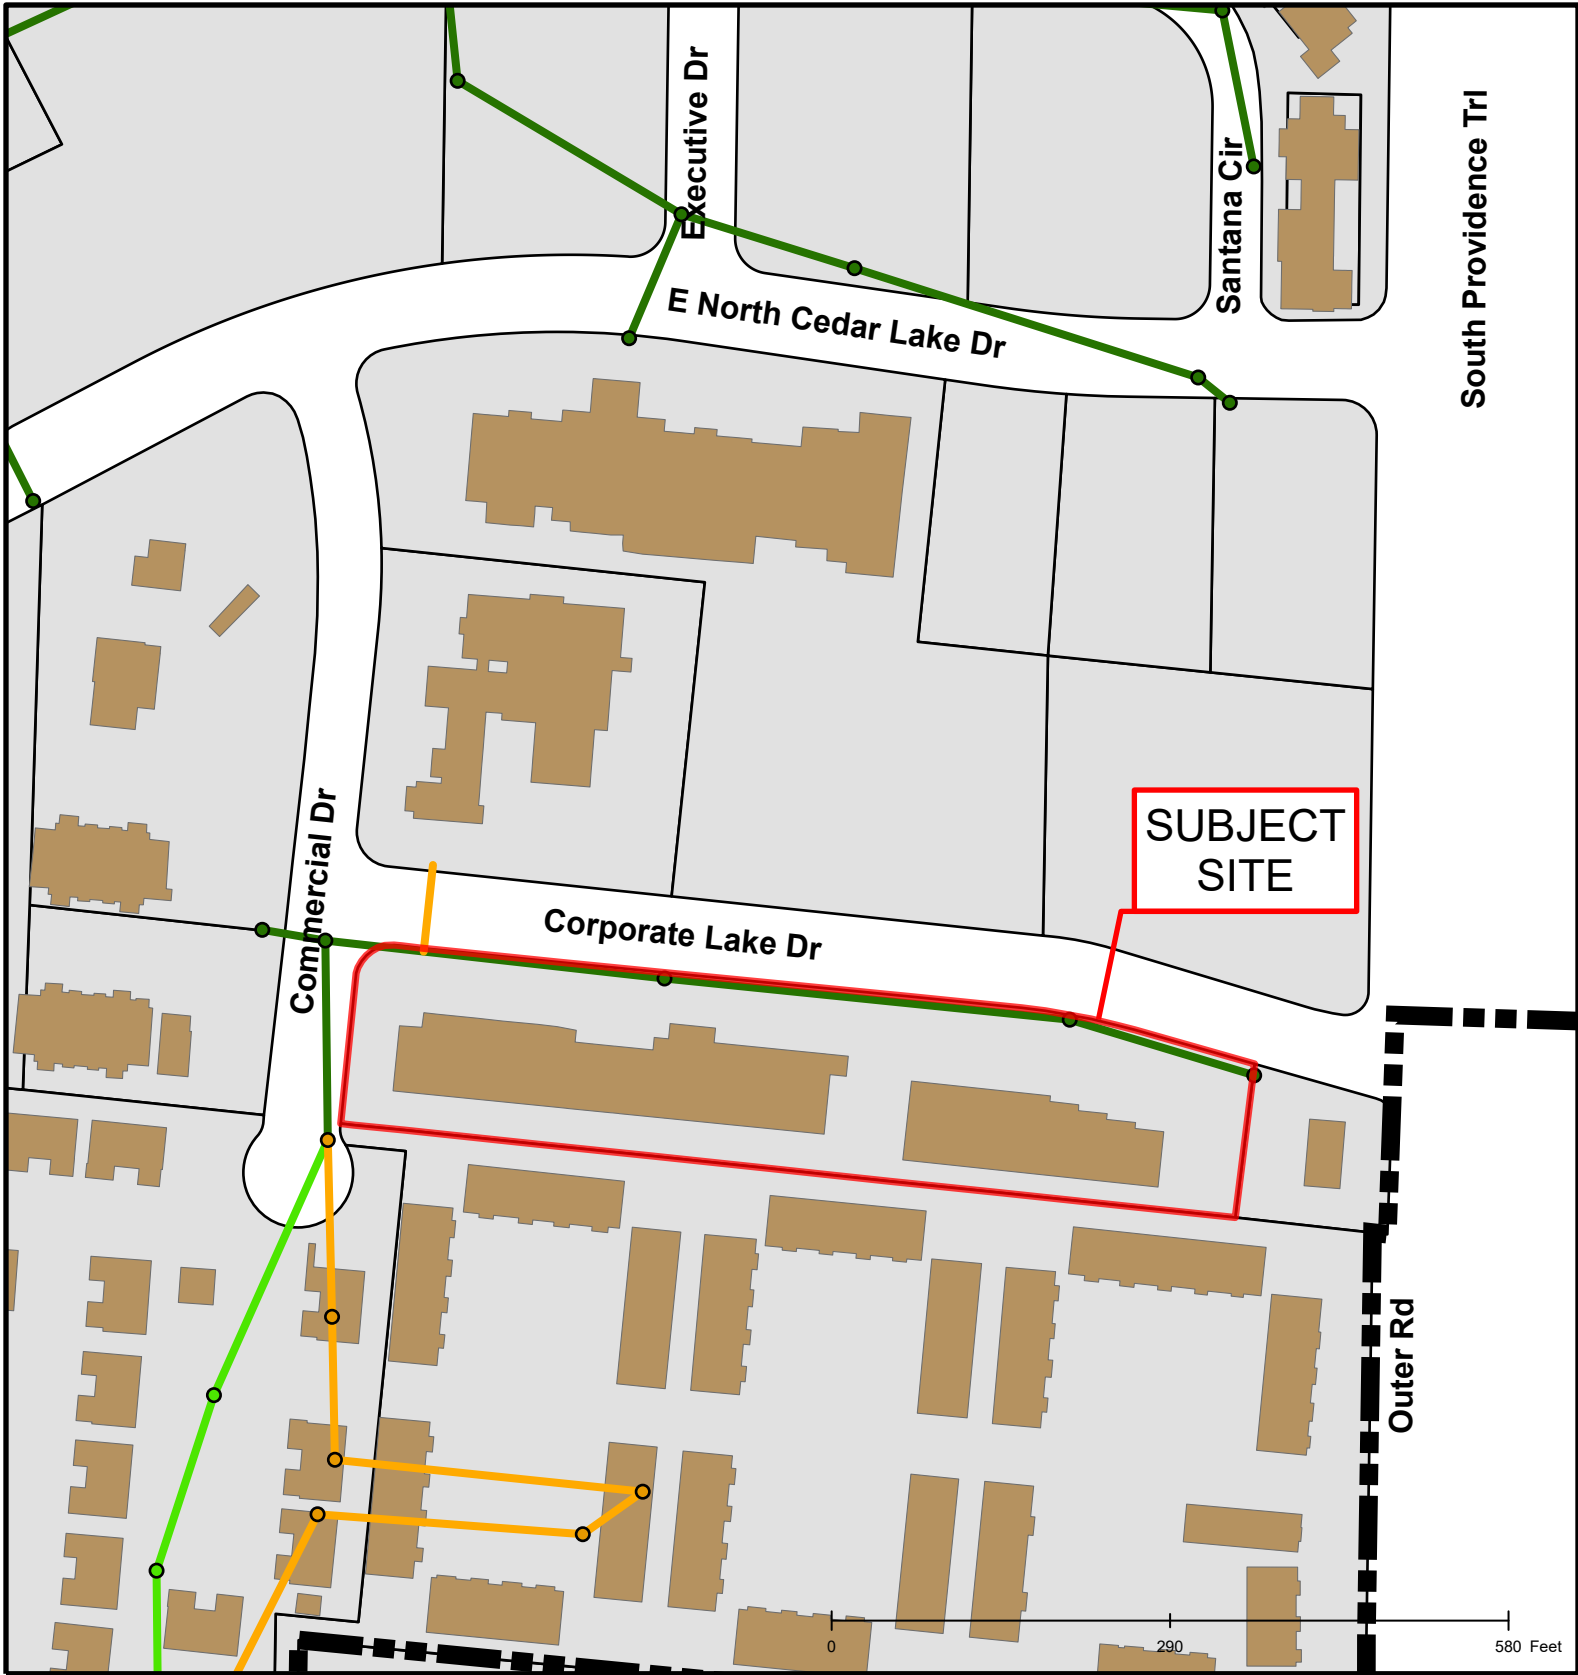 Executive Dr
Santana Cir
South Providence Trl
E North Cedar Lake Dr
Commercial Dr
Corporate Lake Dr
SUBJECT
SITE
Outer Rd
0 290 580 Feet